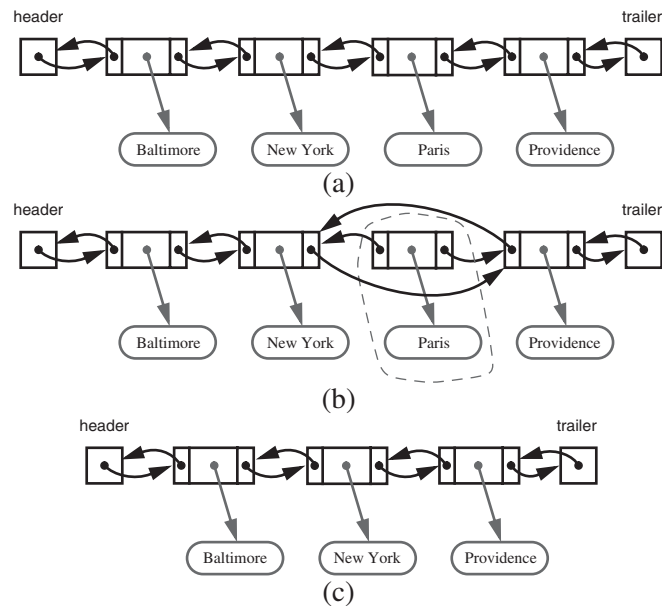 header trailer
Baltimore New York Paris Providence
(a)
header trailer
Baltimore New York Paris Providence
(b)
header trailer
Baltimore New York Providence
(c)